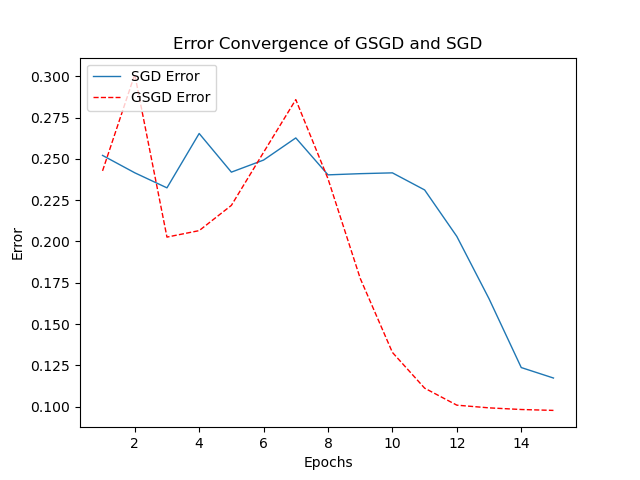 Error Convergence of GSGD and SGD
SGD Error
GSGD Error
0.300
0.275
0.250
0.225
0.200
0.175
0.150
0.125
0.100
Error
2 4 6 8 10 12 14
Epochs